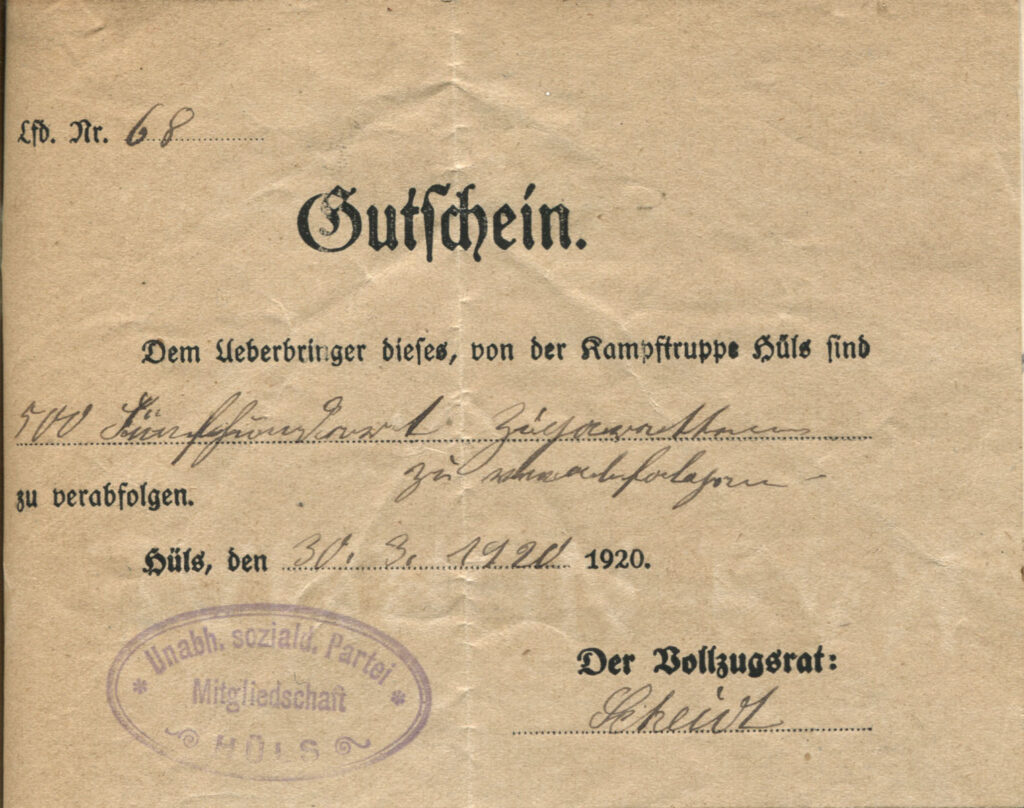 Lfd. Nr. 68
Gutschein.
Dem Ueberbringer dieses, von der Kampftruppe Hüls sind
500 Fünfhundert Zigaretten
zu verabfolgen
zu verabfolgen.
Hüls, den 30. 3. 1920 1920.
Unabh. soziald. Partei
Mitgliedschaft
HÜLS
Der Vollzugsrat:
Scheidt